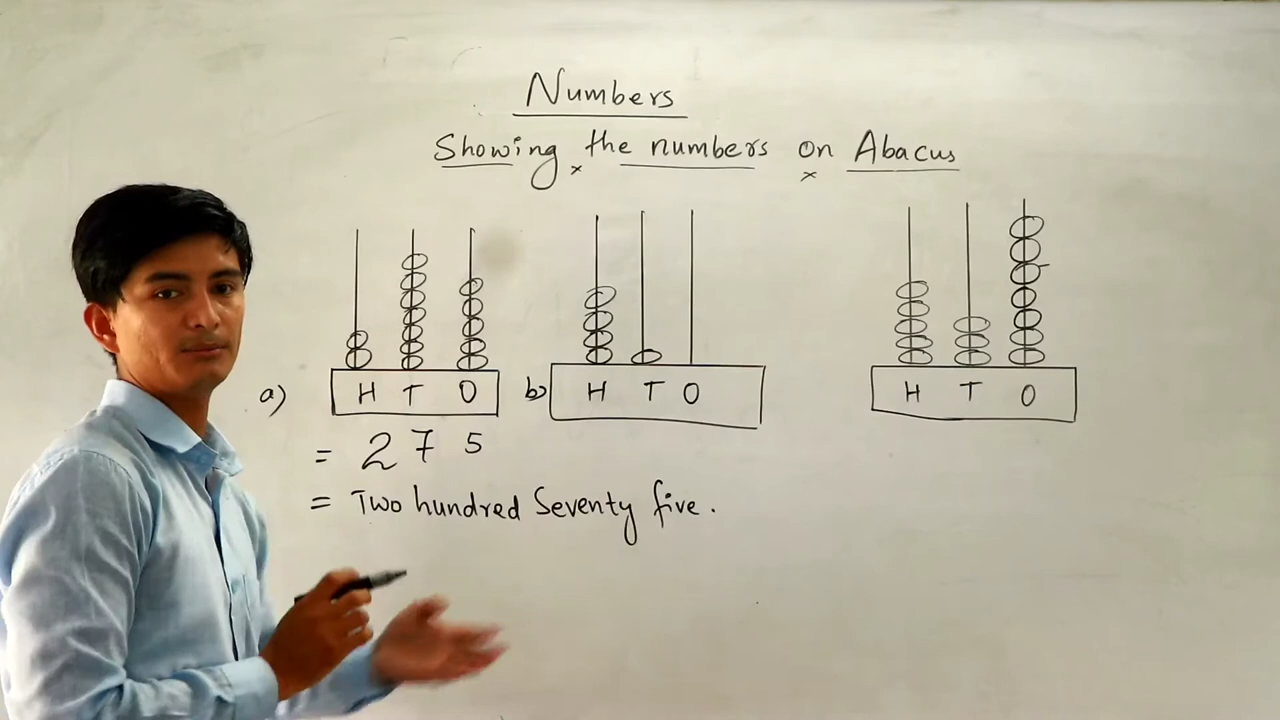 Numbers
Showing the numbers on Abacus
a) H T O
b) H T O
H T O
= 2 7 5
= Two hundred Seventy five.